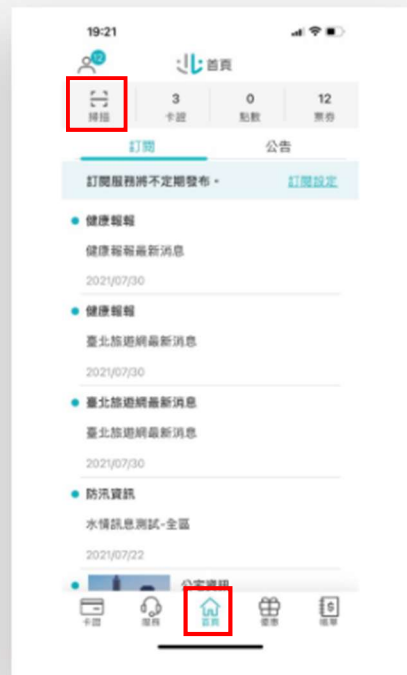 19:21
12
首頁
3
0
12
掃描
卡證
點數
票券
訂閱
公告
訂閱服務將不定期發布。
訂閱設定
健康報報
健康報報最新消息
2021/07/30
健康報報
臺北旅遊網最新消息
2021/07/30
臺北旅遊網最新消息
臺北旅遊網最新消息
2021/07/30
防汛資訊
水情訊息測試-全區
2021/07/22
卡證
服務
首頁
優惠
帳單